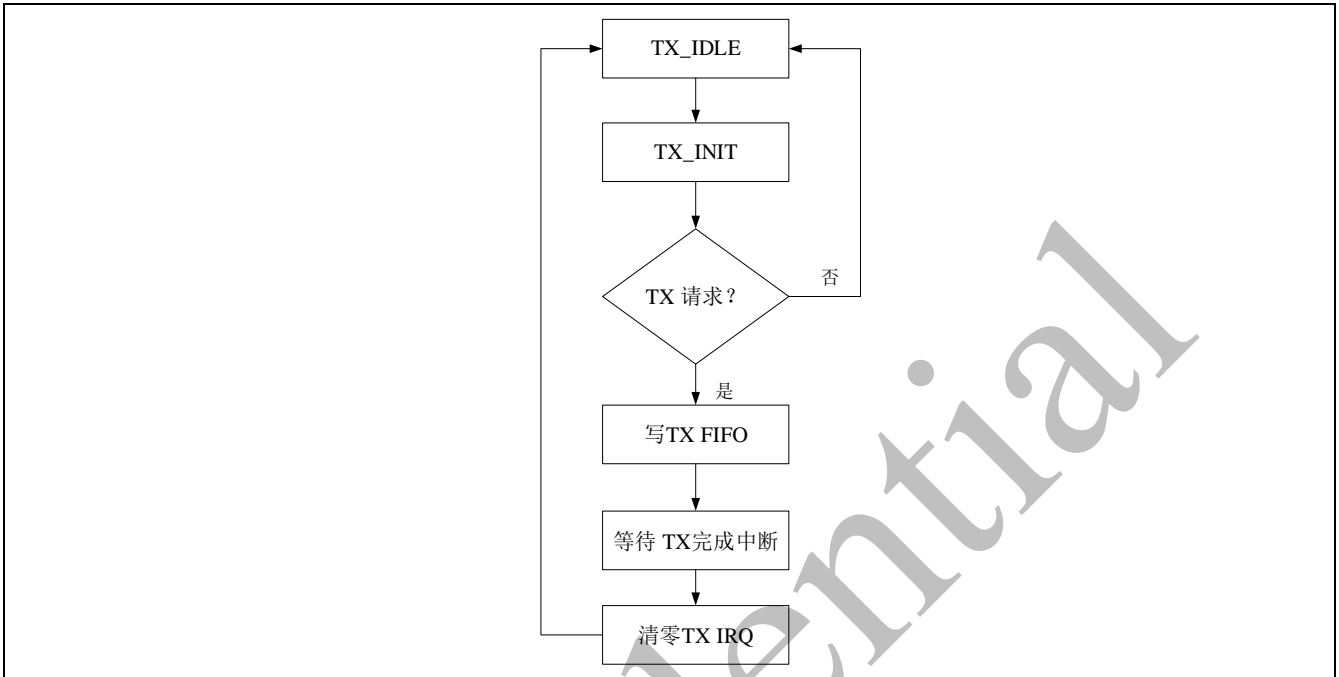 TX_IDLE
TX_INIT
TX 请求？
否
是
写TX FIFO
等待 TX完成中断
清零TX IRQ
ential